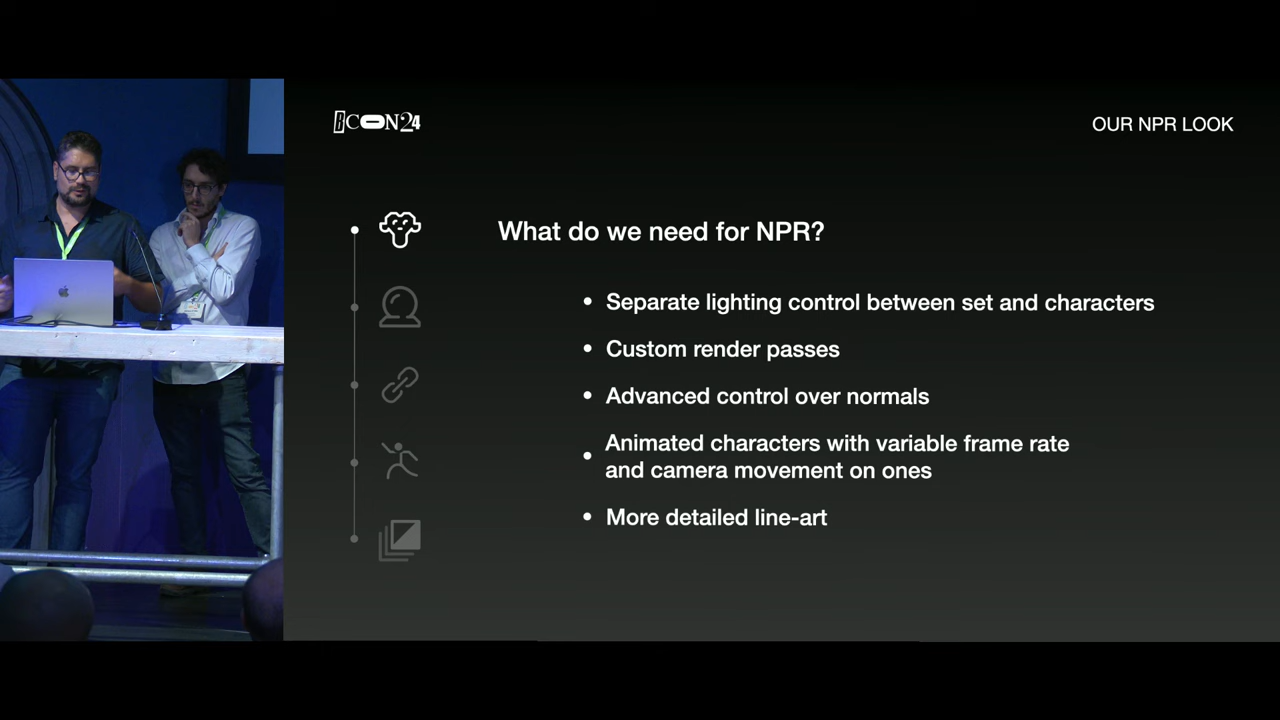 BCON24
OUR NPR LOOK
What do we need for NPR?
• Separate lighting control between set and characters
• Custom render passes
• Advanced control over normals
• Animated characters with variable frame rate
and camera movement on ones
• More detailed line-art